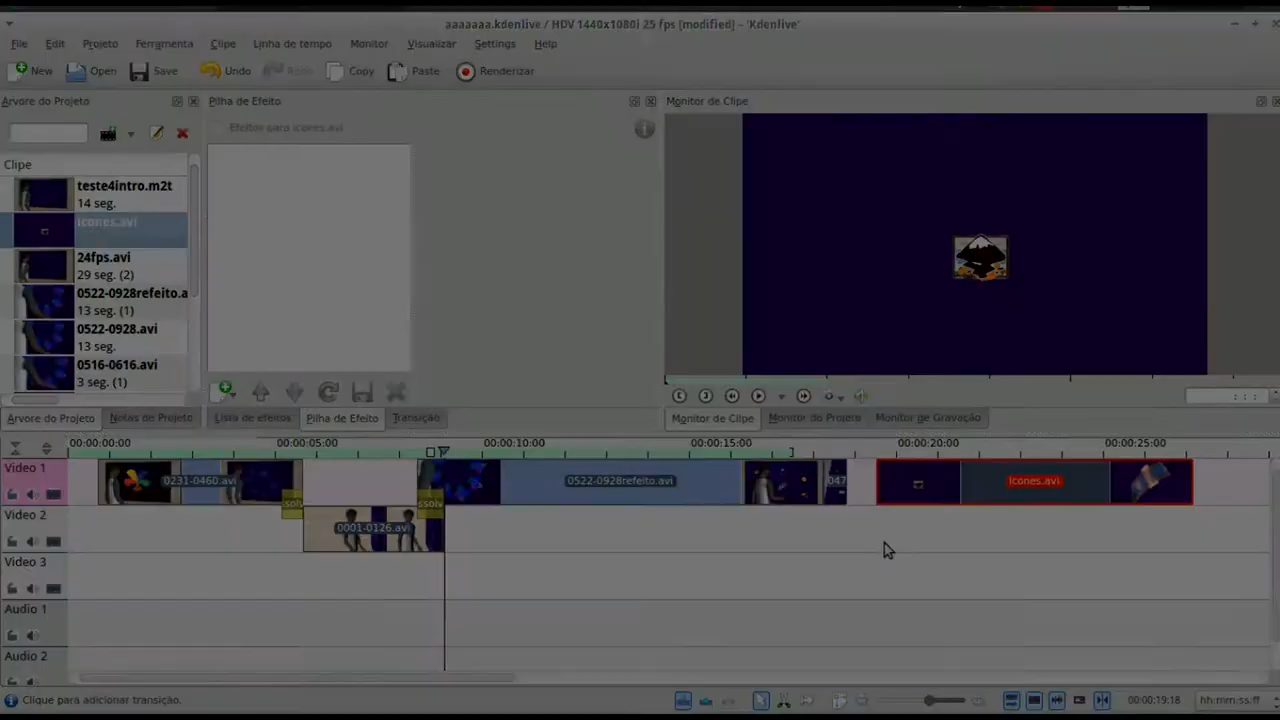 aaaaaaa.kdenlive / HDV 1440x1080i 25 fps [modified] – 'Kdenlive'
File Edit Projeto Ferrgmenta Clipe Linha de tempo Monitor Visualizar Settings Help
New Open Save Undo Redo Copy Paste Renderizar
Árvore do Projeto
Pilha de Efeito
Monitor de Clipe
Efeitos para icones.avi
Clipe
teste4intro.m2t
14 seg.
icones.avi
24fps.avi
29 seg. (2)
0522-0928refeito.a
13 seg. (1)
0522-0928.avi
13 seg.
0516-0616.avi
3 seg. (1)
Árvore do Projeto Notas de Projeto Lista de efeitos Pilha de Efeito Transição Monitor de Clipe Monitor do Projeto Monitor de Gravação
00:00:00:00 00:00:05:00 00:00:10:00 00:00:15:00 00:00:20:00 00:00:25:00
Video 1
0231-0460.avi
0522-0928refeito.avi
047
icones.avi
ssolv
ssolv
Video 2
0001-0126.avi
Video 3
Audio 1
Audio 2
Clique para adicionar transição.
00:00:19:18
hh:mm:ss:ff